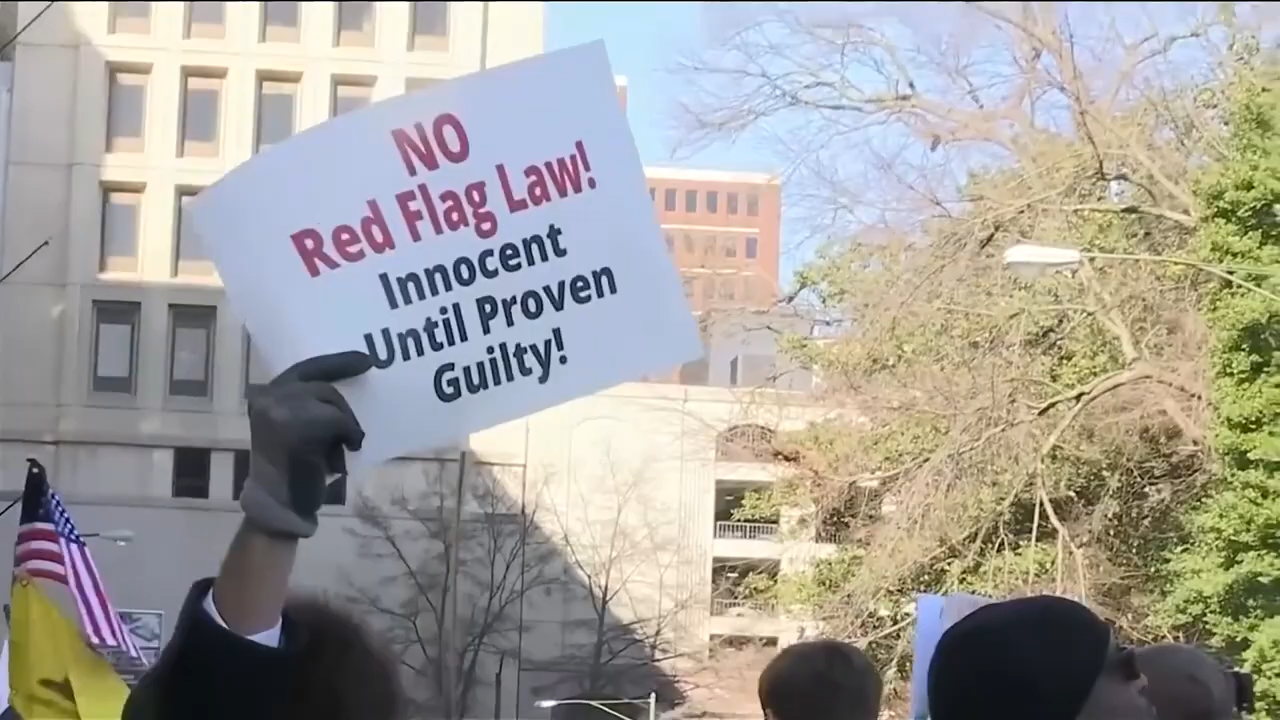 NO
Red Flag Law!
Innocent
Until Proven
Guilty!